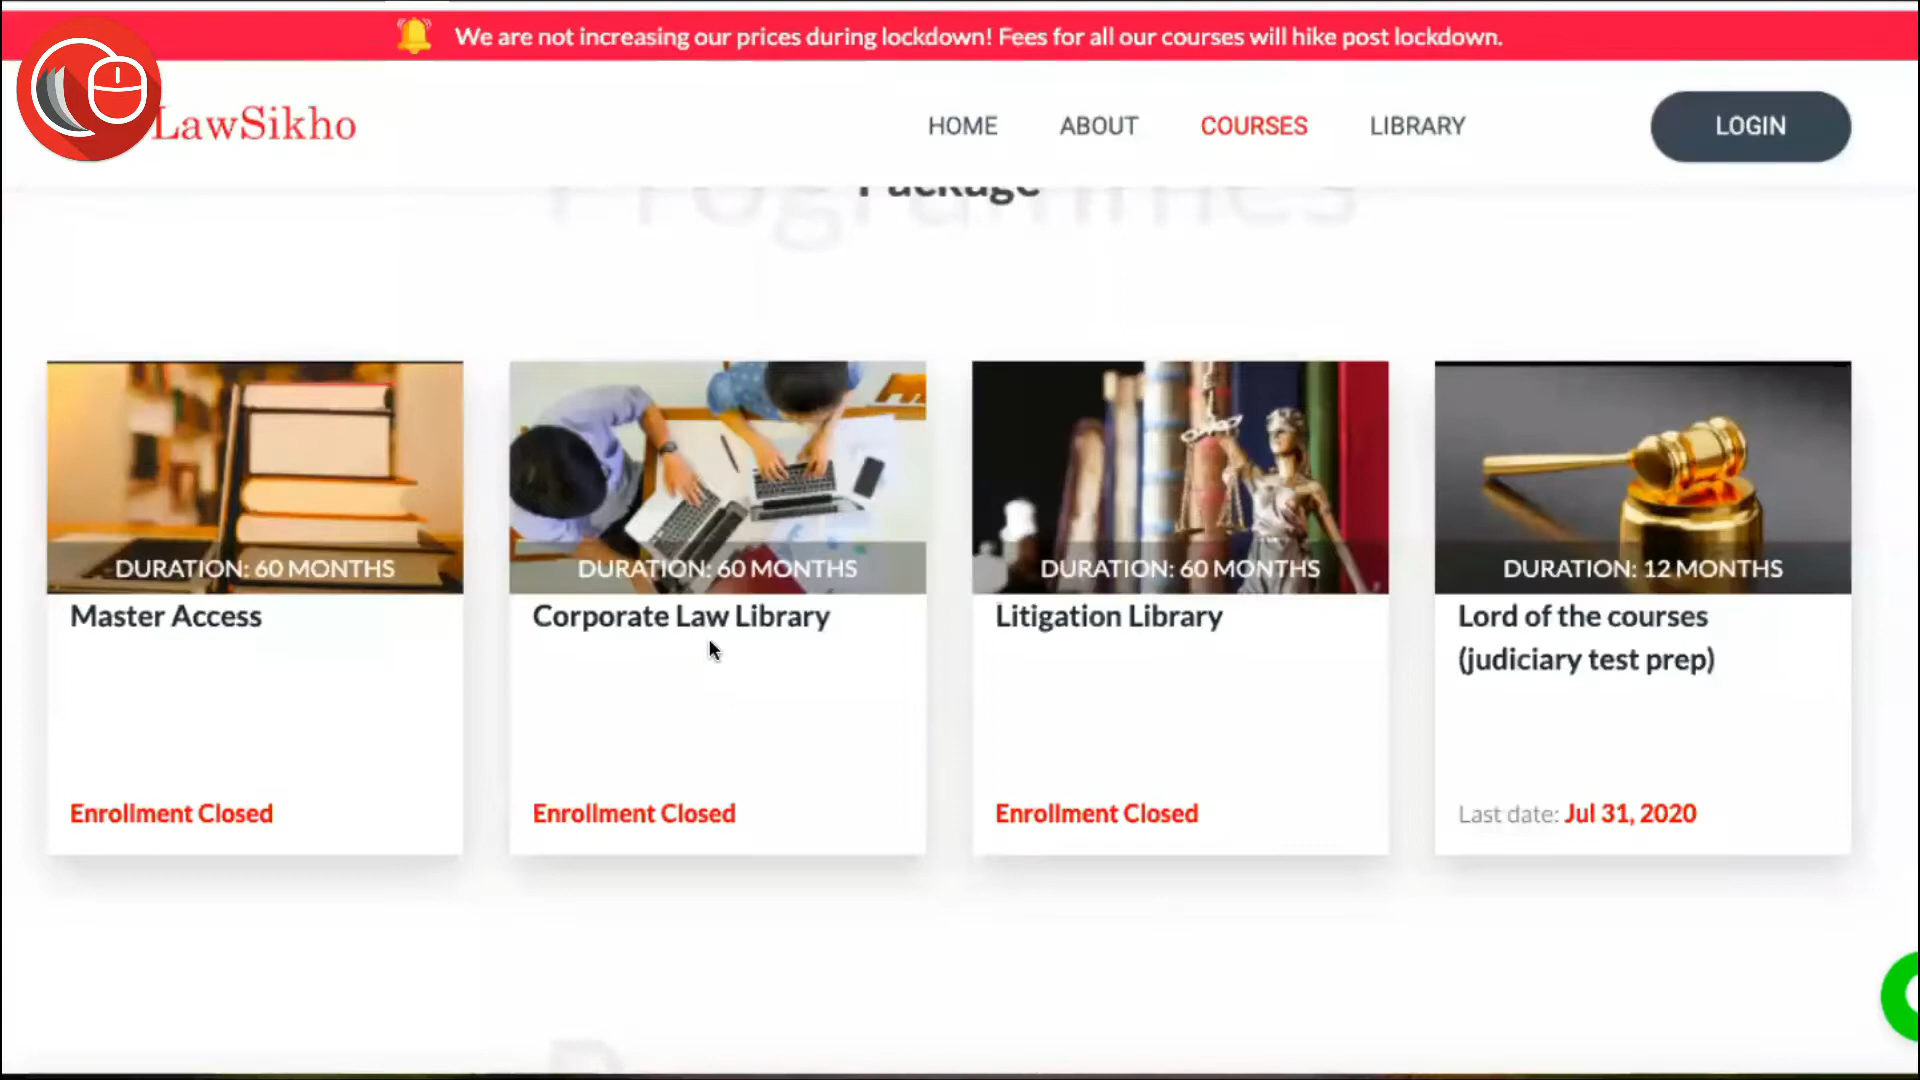 We are not increasing our prices during lockdown! Fees for all our courses will hike post lockdown.
LawSikho
HOME ABOUT COURSES LIBRARY LOGIN
Programmes
Package
DURATION: 60 MONTHS
Master Access
Enrollment Closed
DURATION: 60 MONTHS
Corporate Law Library
Enrollment Closed
DURATION: 60 MONTHS
Litigation Library
Enrollment Closed
DURATION: 12 MONTHS
Lord of the courses
(judiciary test prep)
Last date: Jul 31, 2020